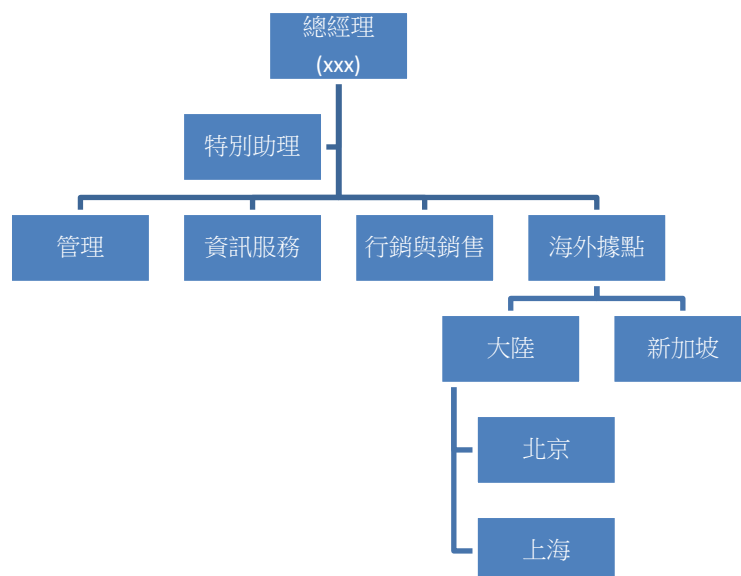 總經理
(xxx)
特別助理
管理
資訊服務
行銷與銷售
海外據點
大陸
新加坡
北京
上海